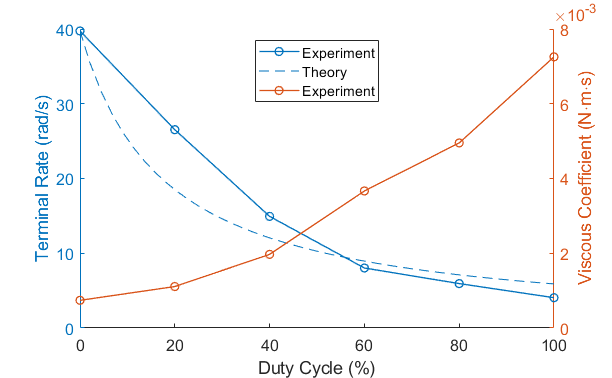 ×10⁻³
40
30
20
10
0
8
6
4
2
0
Experiment
Theory
Experiment
Terminal Rate (rad/s)
Viscous Coefficient (N·m·s)
0 20 40 60 80 100
Duty Cycle (%)